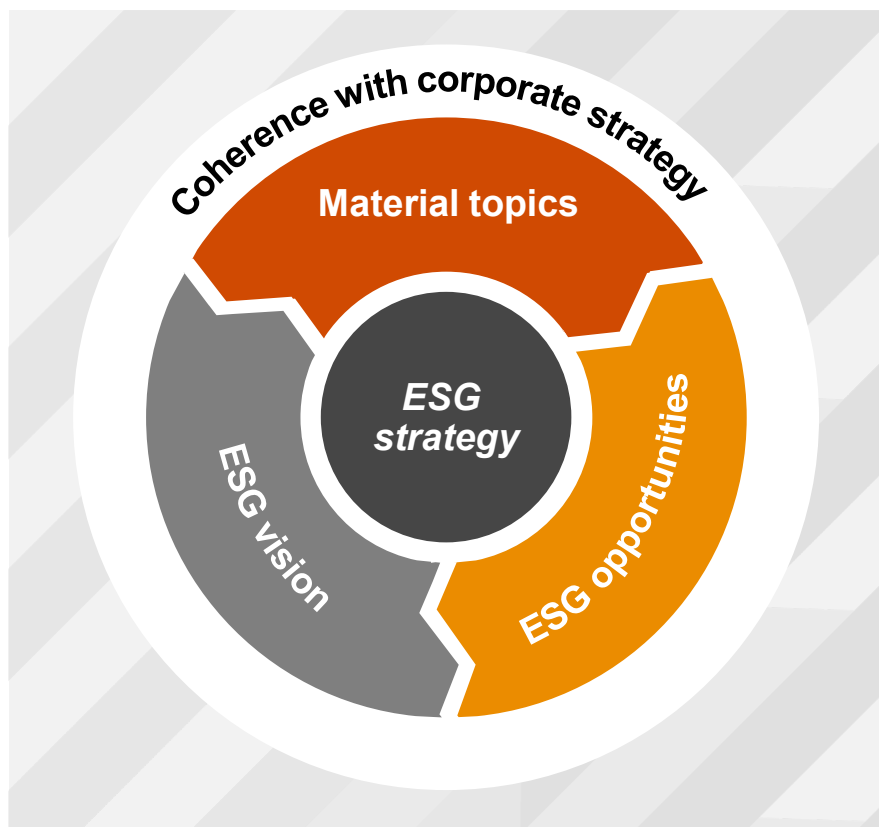 Coherence with corporate strategy
Material topics
ESG
strategy
ESG opportunities
ESG vision